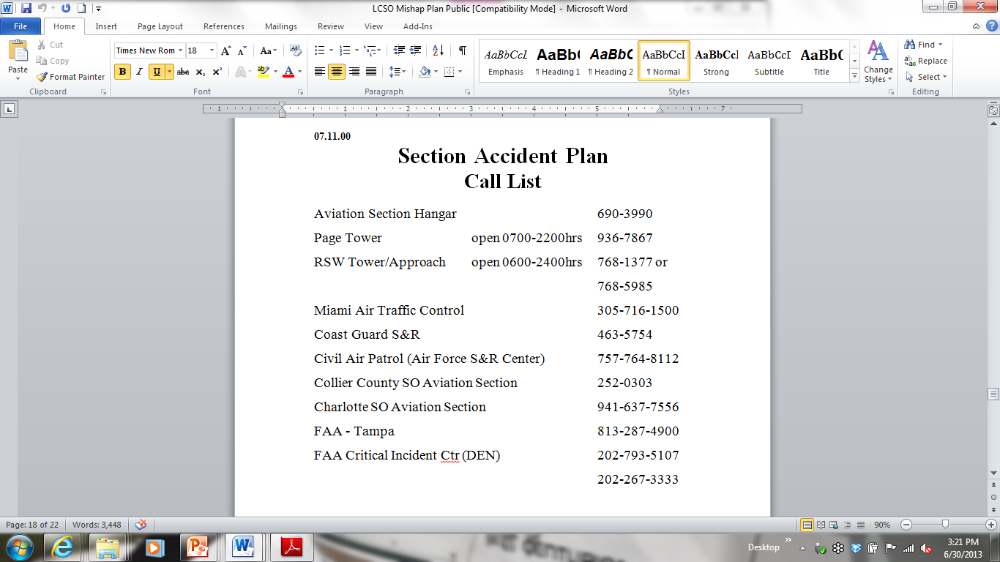 LCSO Mishap Plan Public [Compatibility Mode] - Microsoft Word
File Home Insert Page Layout References Mailings Review View Add-Ins
Paste
Cut
Copy
Format Painter
Clipboard
Times New Rom 18 Aa
B I U abc x₂ x² A ab A
Font
Paragraph
AaBbCcI AaBb( AaBbC AaBbCcI AaBbCcl AaBbCcI AaBbC
Emphasis ¶ Heading 1 ¶ Heading 2 ¶ Normal Strong Subtitle Title
Change Styles
Styles
Find
Replace
Select
Editing
1 1 2 3 4 5 7
07.11.00
Section Accident Plan
Call List
Aviation Section Hangar 690-3990
Page Tower open 0700-2200hrs 936-7867
RSW Tower/Approach open 0600-2400hrs 768-1377 or
768-5985
Miami Air Traffic Control 305-716-1500
Coast Guard S&R 463-5754
Civil Air Patrol (Air Force S&R Center) 757-764-8112
Collier County SO Aviation Section 252-0303
Charlotte SO Aviation Section 941-637-7556
FAA - Tampa 813-287-4900
FAA Critical Incident Ctr (DEN) 202-793-5107
202-267-3333
Page: 18 of 22 Words: 3,448 90%
Desktop 3:21 PM
6/30/2013